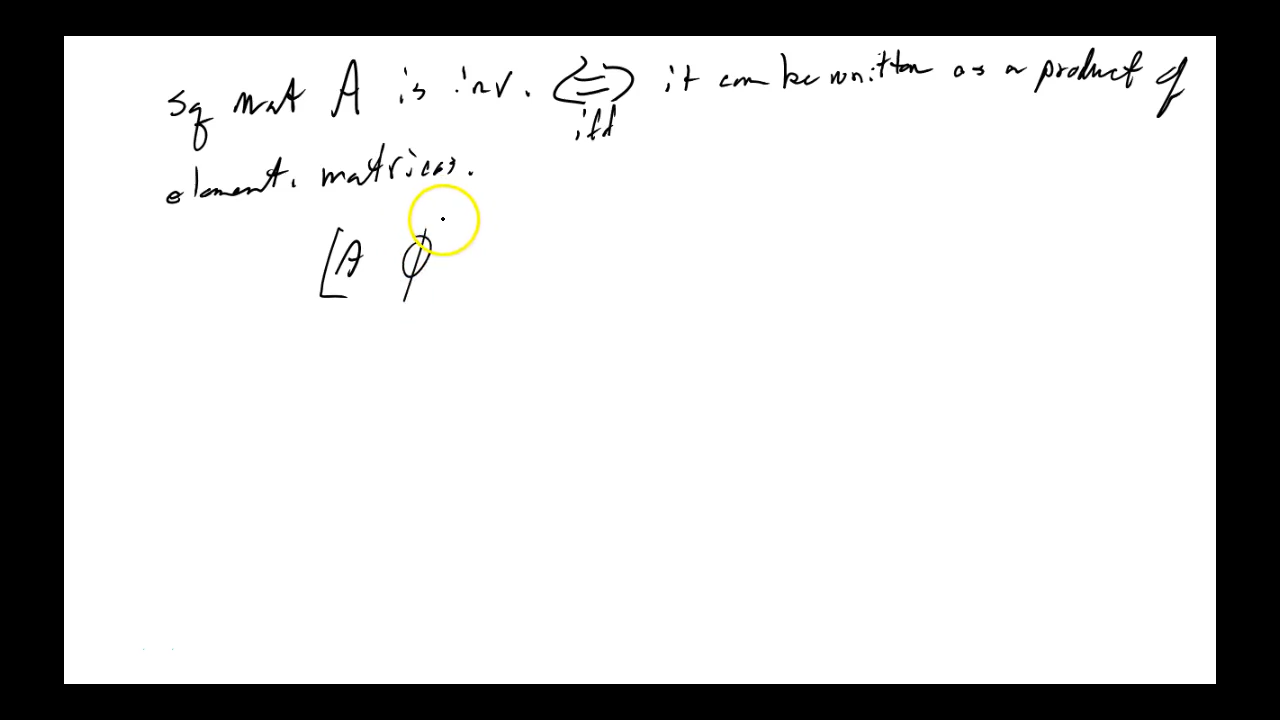 sq mat A is inv. ⇔ it can be written as a product of
iff
element. matrices.
[A ϕ